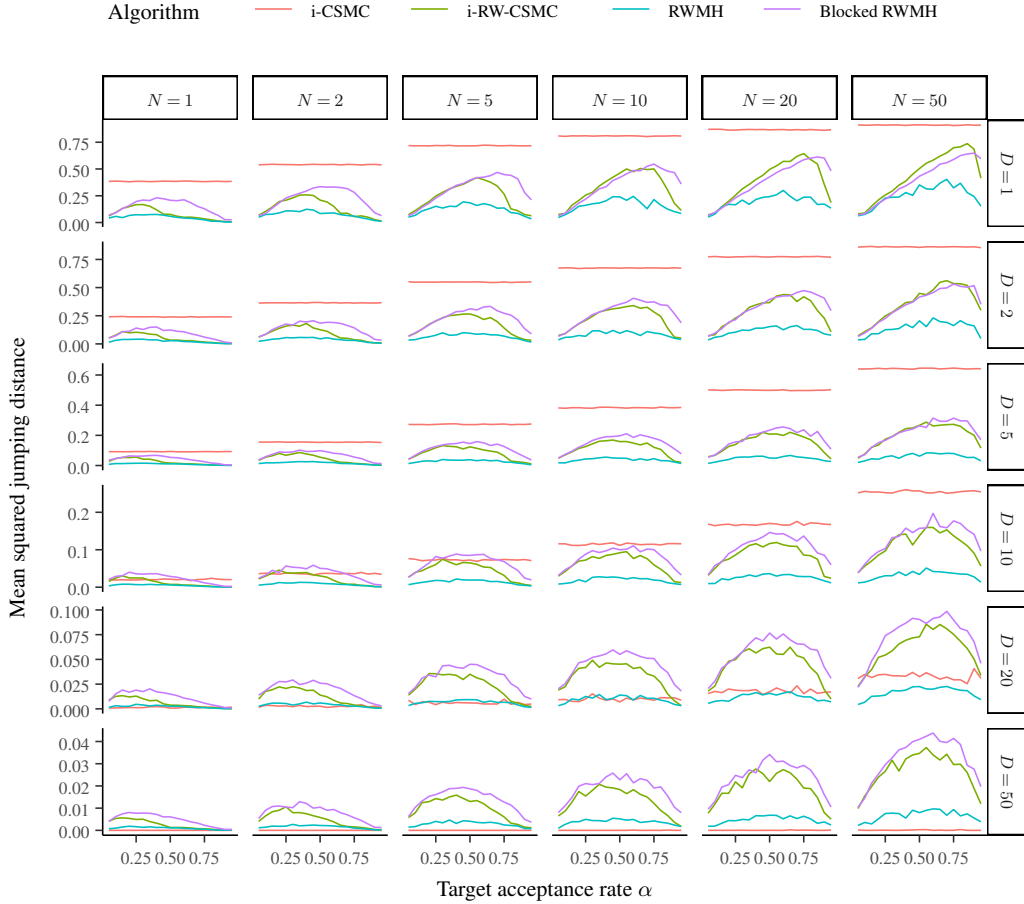 Algorithm i-CSMC i-RW-CSMC RWMH Blocked RWMH
N = 1 N = 2 N = 5 N = 10 N = 20 N = 50
0.75
0.50
0.25
0.00
D = 1
0.75
0.50
0.25
0.00
D = 2
0.6
0.4
0.2
0.0
D = 5
0.2
0.1
0.0
D = 10
0.100
0.075
0.050
0.025
0.000
D = 20
0.04
0.03
0.02
0.01
0.00
D = 50
Mean squared jumping distance
0.25 0.50 0.75 0.25 0.50 0.75 0.25 0.50 0.75 0.25 0.50 0.75 0.25 0.50 0.75 0.25 0.50 0.75
Target acceptance rate α